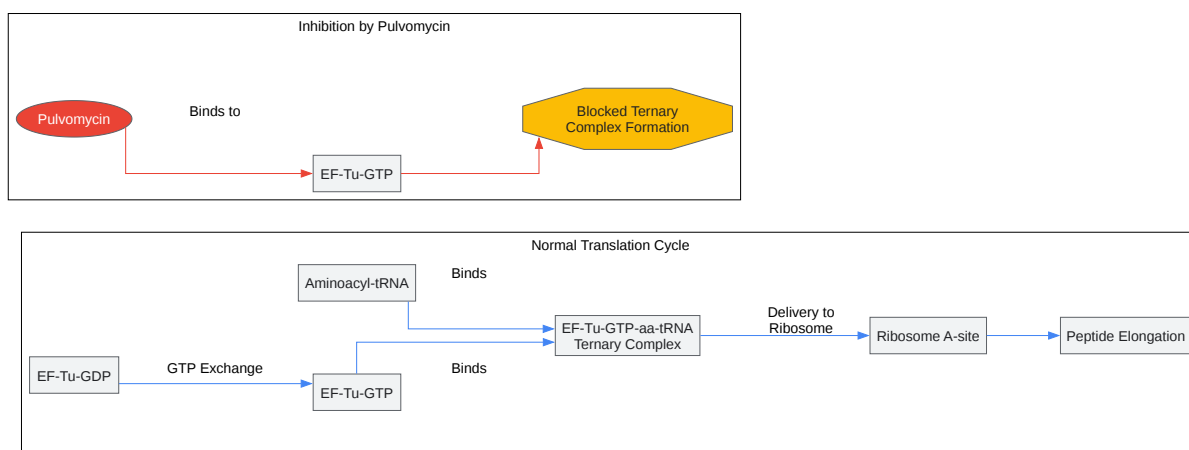 Inhibition by Pulvomycin
Pulvomycin
Binds to
Blocked Ternary
Complex Formation
EF-Tu-GTP
Normal Translation Cycle
Aminoacyl-tRNA
Binds
EF-Tu-GTP-aa-tRNA
Ternary Complex
Delivery to
Ribosome
Ribosome A-site
Peptide Elongation
EF-Tu-GDP
GTP Exchange
EF-Tu-GTP
Binds